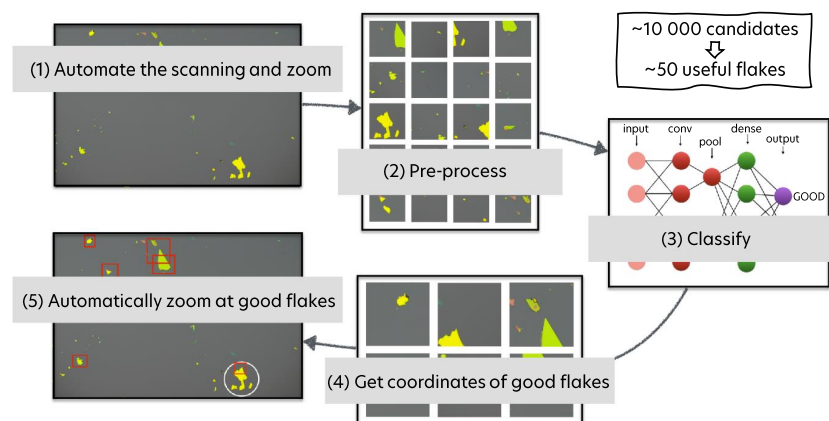 (1) Automate the scanning and zoom
(2) Pre-process
~10 000 candidates
~50 useful flakes
input
conv
pool
dense
output
GOOD
(3) Classify
(4) Get coordinates of good flakes
(5) Automatically zoom at good flakes